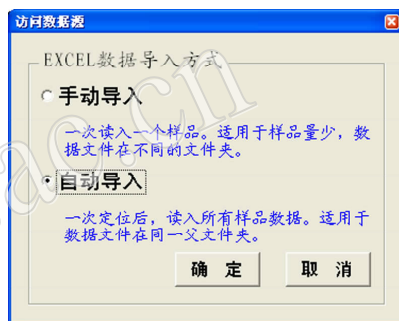 访问数据源
EXCEL数据导入方式
手动导入
一次读入一个样品。适用于样品量少，数
据文件在不同的文件夹。
自动导入
一次定位后，读入所有样品数据。适用于
数据文件在同一父文件夹。
确 定 取 消